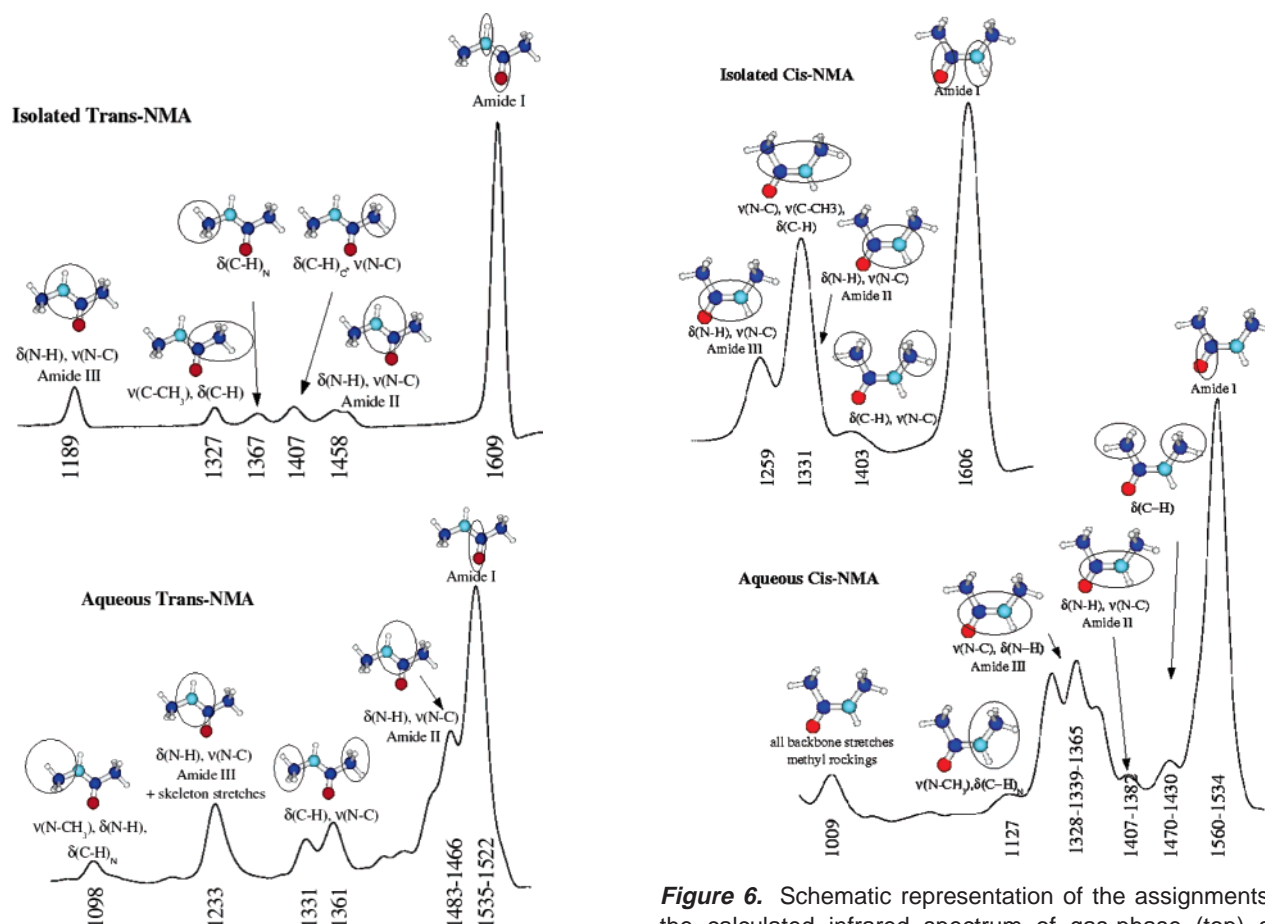 Isolated Trans-NMA
Amide I
δ(C-H)N
δ(C-H)C, ν(N-C)
δ(N-H), ν(N-C)
Amide III
ν(C-CH3), δ(C-H)
δ(N-H), ν(N-C)
Amide II
1189
1327
1367
1407
1458
1609
Aqueous Trans-NMA
Amide I
δ(N-H), ν(N-C)
Amide II
δ(N-H), ν(N-C)
Amide III
+ skeleton stretches
δ(C-H), ν(N-C)
ν(N-CH3), δ(N-H),
δ(C-H)N
1098
1233
1331
1361
1483-1466
1535-1522
Isolated Cis-NMA
Amide I
ν(N-C), ν(C-CH3),
δ(C-H)
δ(N-H), ν(N-C)
Amide II
δ(N-H), ν(N-C)
Amide III
δ(C-H), ν(N-C)
1259
1331
1403
1606
Aqueous Cis-NMA
Amide I
δ(C-H)
δ(N-H), ν(N-C)
Amide II
ν(N-C), δ(N-H)
Amide III
all backbone stretches
methyl rockings
ν(N-CH3),δ(C-H)N
1009
1127
1328-1339-1365
1407-1382
1470-1430
1560-1534
Figure 6. Schematic representation of the assignments
the calculated infrared spectrum of gas-phase (top)